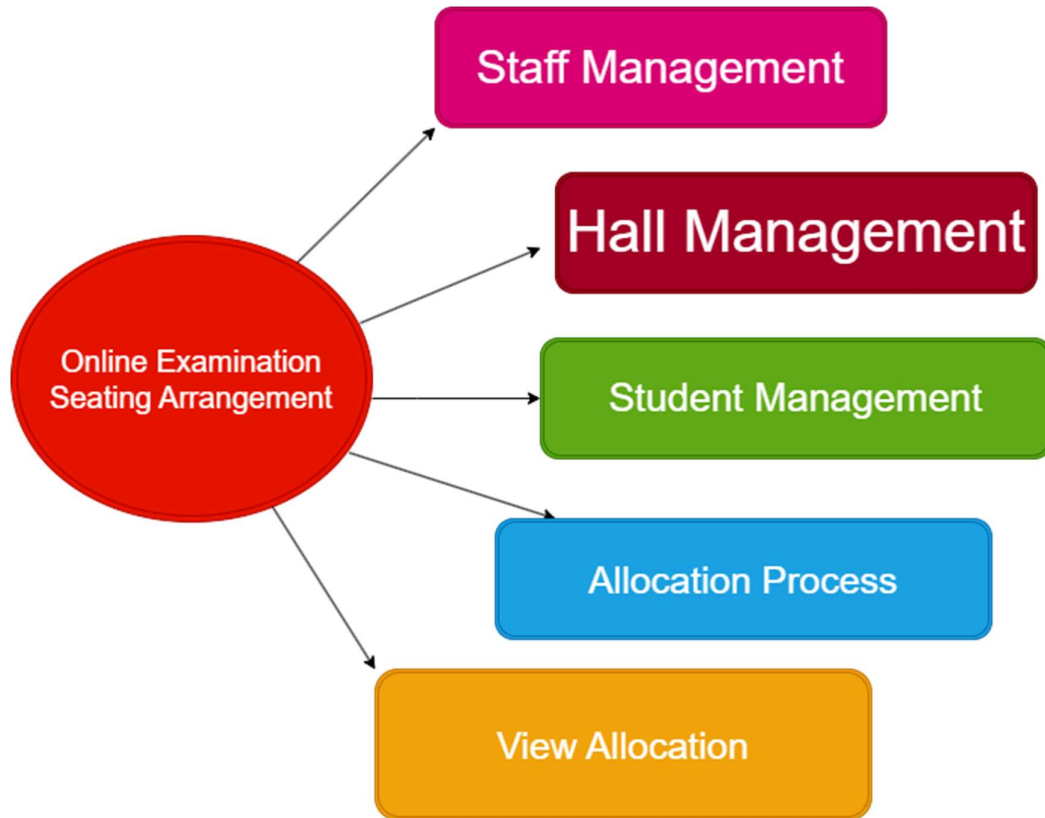 Staff Management
Hall Management
Online Examination
Seating Arrangement
Student Management
Allocation Process
View Allocation